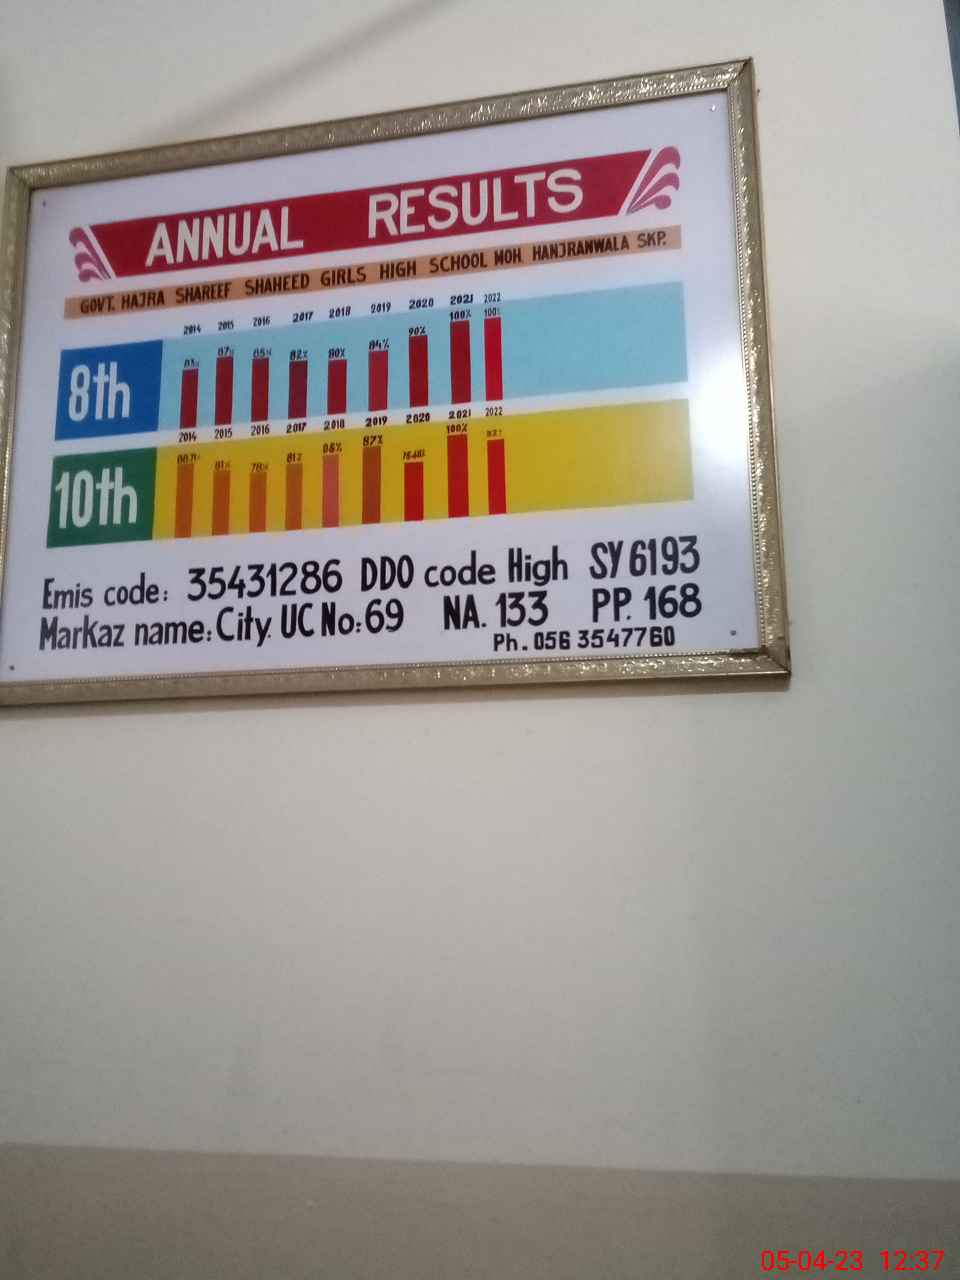 ANNUAL RESULTS
GOVT. HAJRA SHAREEF SHAHEED GIRLS HIGH SCHOOL MOH. HANJRANWALA SKP.
2014 2015 2016 2017 2018 2019 2020 2021 2022
87% 85% 82% 80% 84% 90% 100% 100%
8th
2014 2015 2016 2017 2018 2019 2020 2021 2022
81% 78% 81% 87% 100%
10th
Emis code: 35431286 DDO code High SY 6193
Markaz name: City. UC No: 69 NA. 133 PP. 168
Ph. 056 3547760
05-04-23 12:37